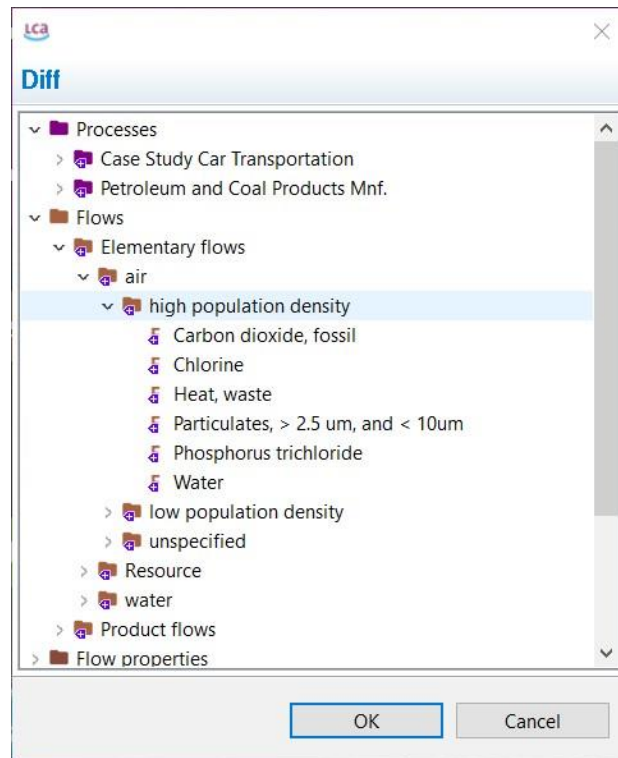 LCA
Diff
Processes
Case Study Car Transportation
Petroleum and Coal Products Mnf.
Flows
Elementary flows
air
high population density
Carbon dioxide, fossil
Chlorine
Heat, waste
Particulates, > 2.5 um, and < 10um
Phosphorus trichloride
Water
low population density
unspecified
Resource
water
Product flows
Flow properties
OK
Cancel